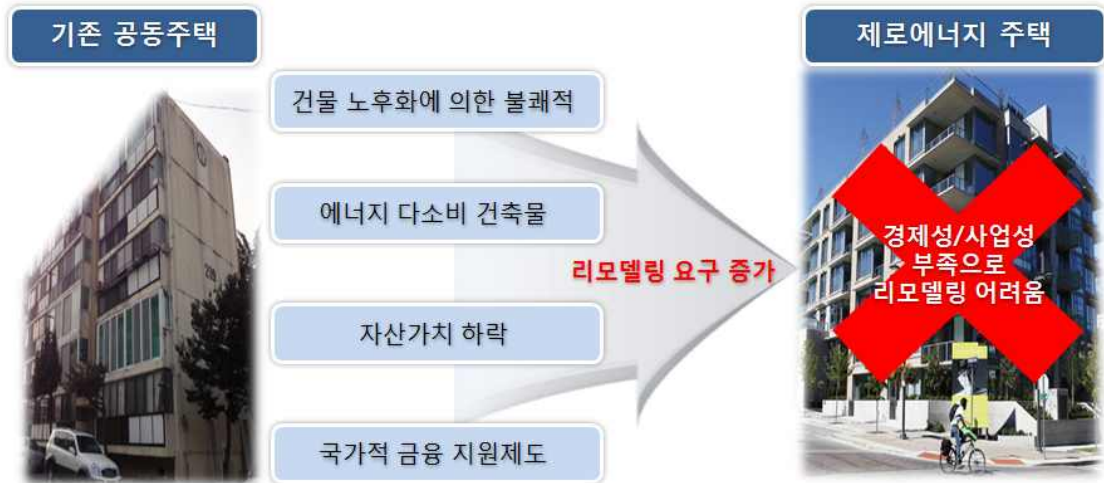 기존 공동주택
제로에너지 주택
건물 노후화에 의한 불쾌적
에너지 다소비 건축물
리모델링 요구 증가
자산가치 하락
국가적 금융 지원제도
경제성/사업성
부족으로
리모델링 어려움